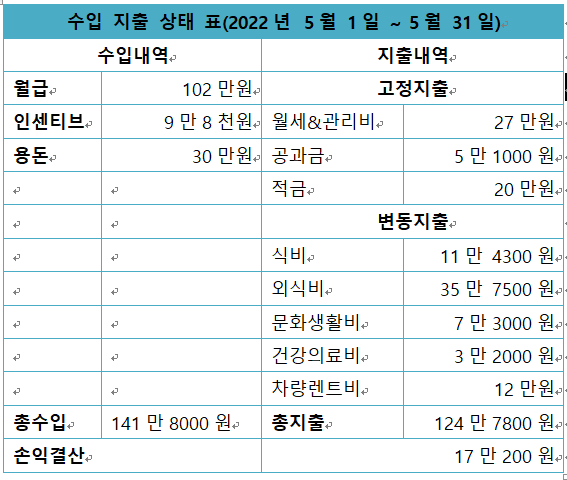 수입 지출 상태 표(2022 년 5 월 1 일 ~ 5 월 31 일)
수입내역 지출내역
월급 102 만원 고정지출
인센티브 9 만 8 천원 월세&관리비 27 만원
용돈 30 만원 공과금 5 만 1000 원
적금 20 만원
변동지출
식비 11 만 4300 원
외식비 35 만 7500 원
문화생활비 7 만 3000 원
건강의료비 3 만 2000 원
차량렌트비 12 만원
총수입 141 만 8000 원 총지출 124 만 7800 원
손익결산 17 만 200 원